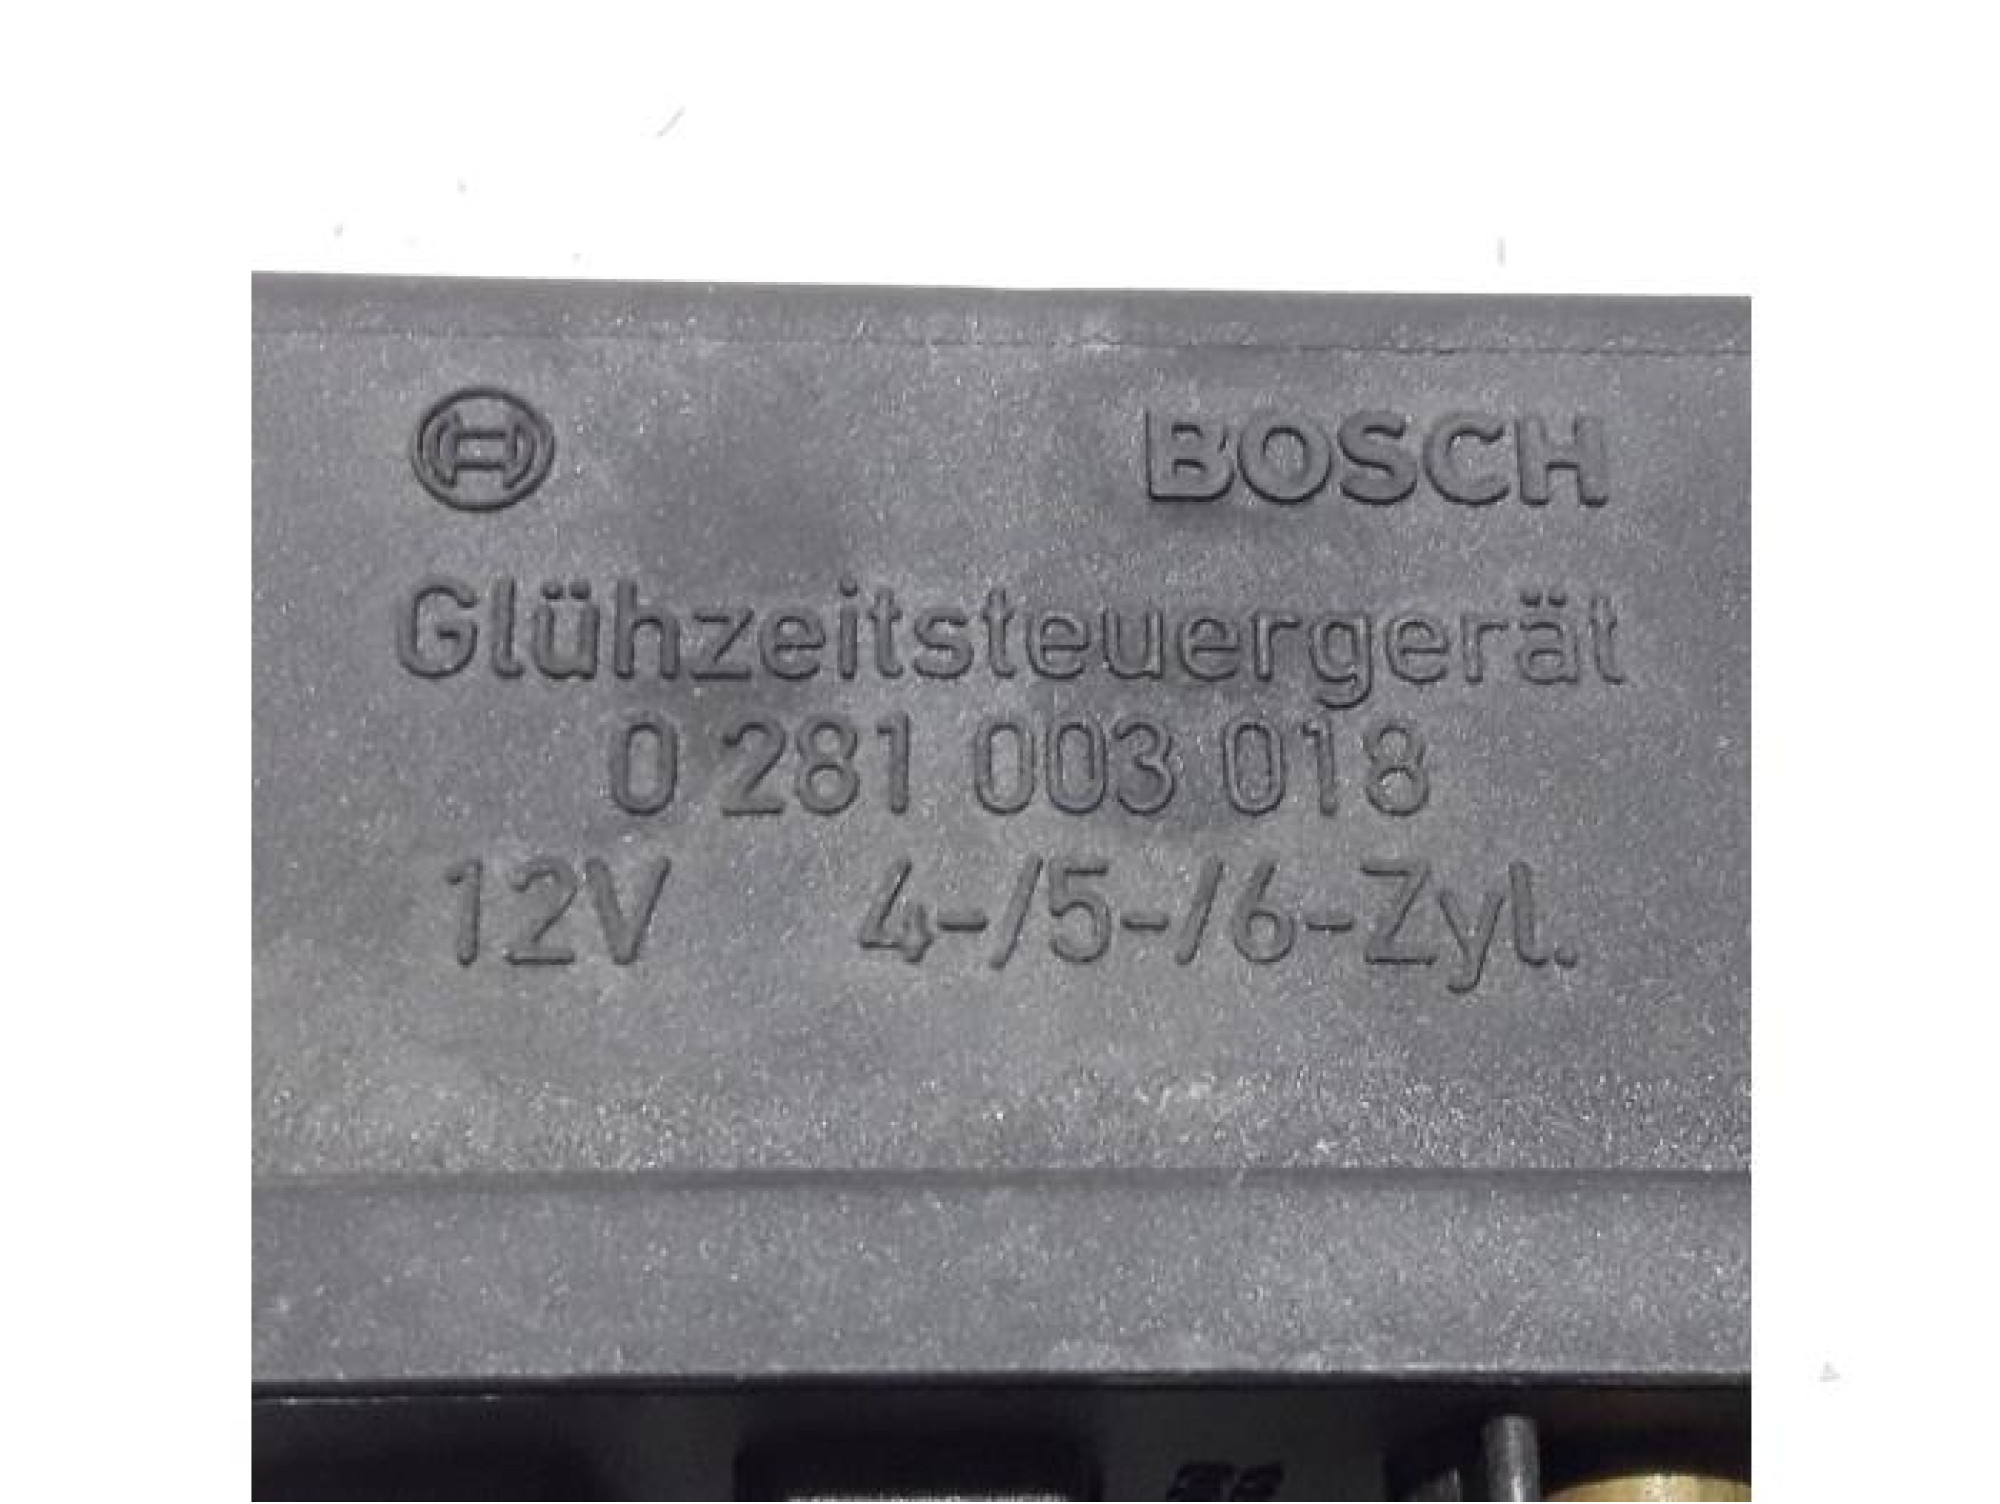 BOSCH
Glühzeitsteuergerät
0 281 003 018
12V 4-/5-/6-Zyl.